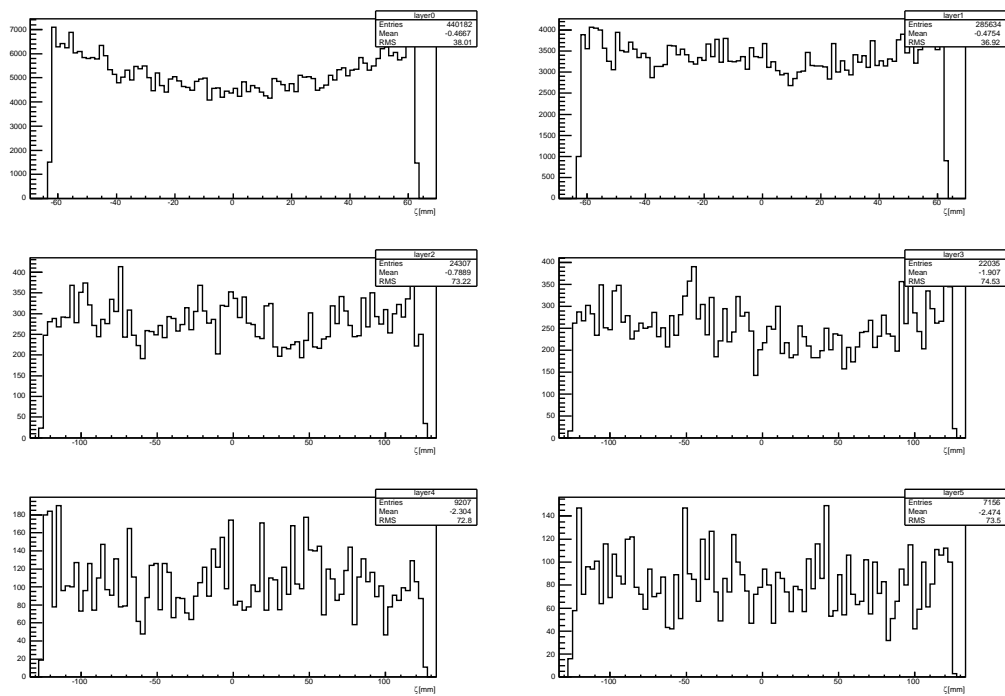 layer0
Entries 440182
Mean -0.4667
RMS 38.01
7000
6000
5000
4000
3000
2000
1000
0
-60 -40 -20 0 20 40 60
ζ[mm]
layer1
Entries 285634
Mean -0.4754
RMS 36.92
4000
3500
3000
2500
2000
1500
1000
500
0
-60 -40 -20 0 20 40 60
ζ[mm]
layer2
Entries 24307
Mean -0.7889
RMS 73.22
400
350
300
250
200
150
100
50
0
-100 -50 0 50 100
ζ[mm]
layer3
Entries 22035
Mean -1.907
RMS 74.53
400
350
300
250
200
150
100
50
0
-100 -50 0 50 100
ζ[mm]
layer4
Entries 9207
Mean -2.304
RMS 72.8
180
160
140
120
100
80
60
40
20
0
-100 -50 0 50 100
ζ[mm]
layer5
Entries 7156
Mean -2.474
RMS 73.5
140
120
100
80
60
40
20
0
-100 -50 0 50 100
ζ[mm]